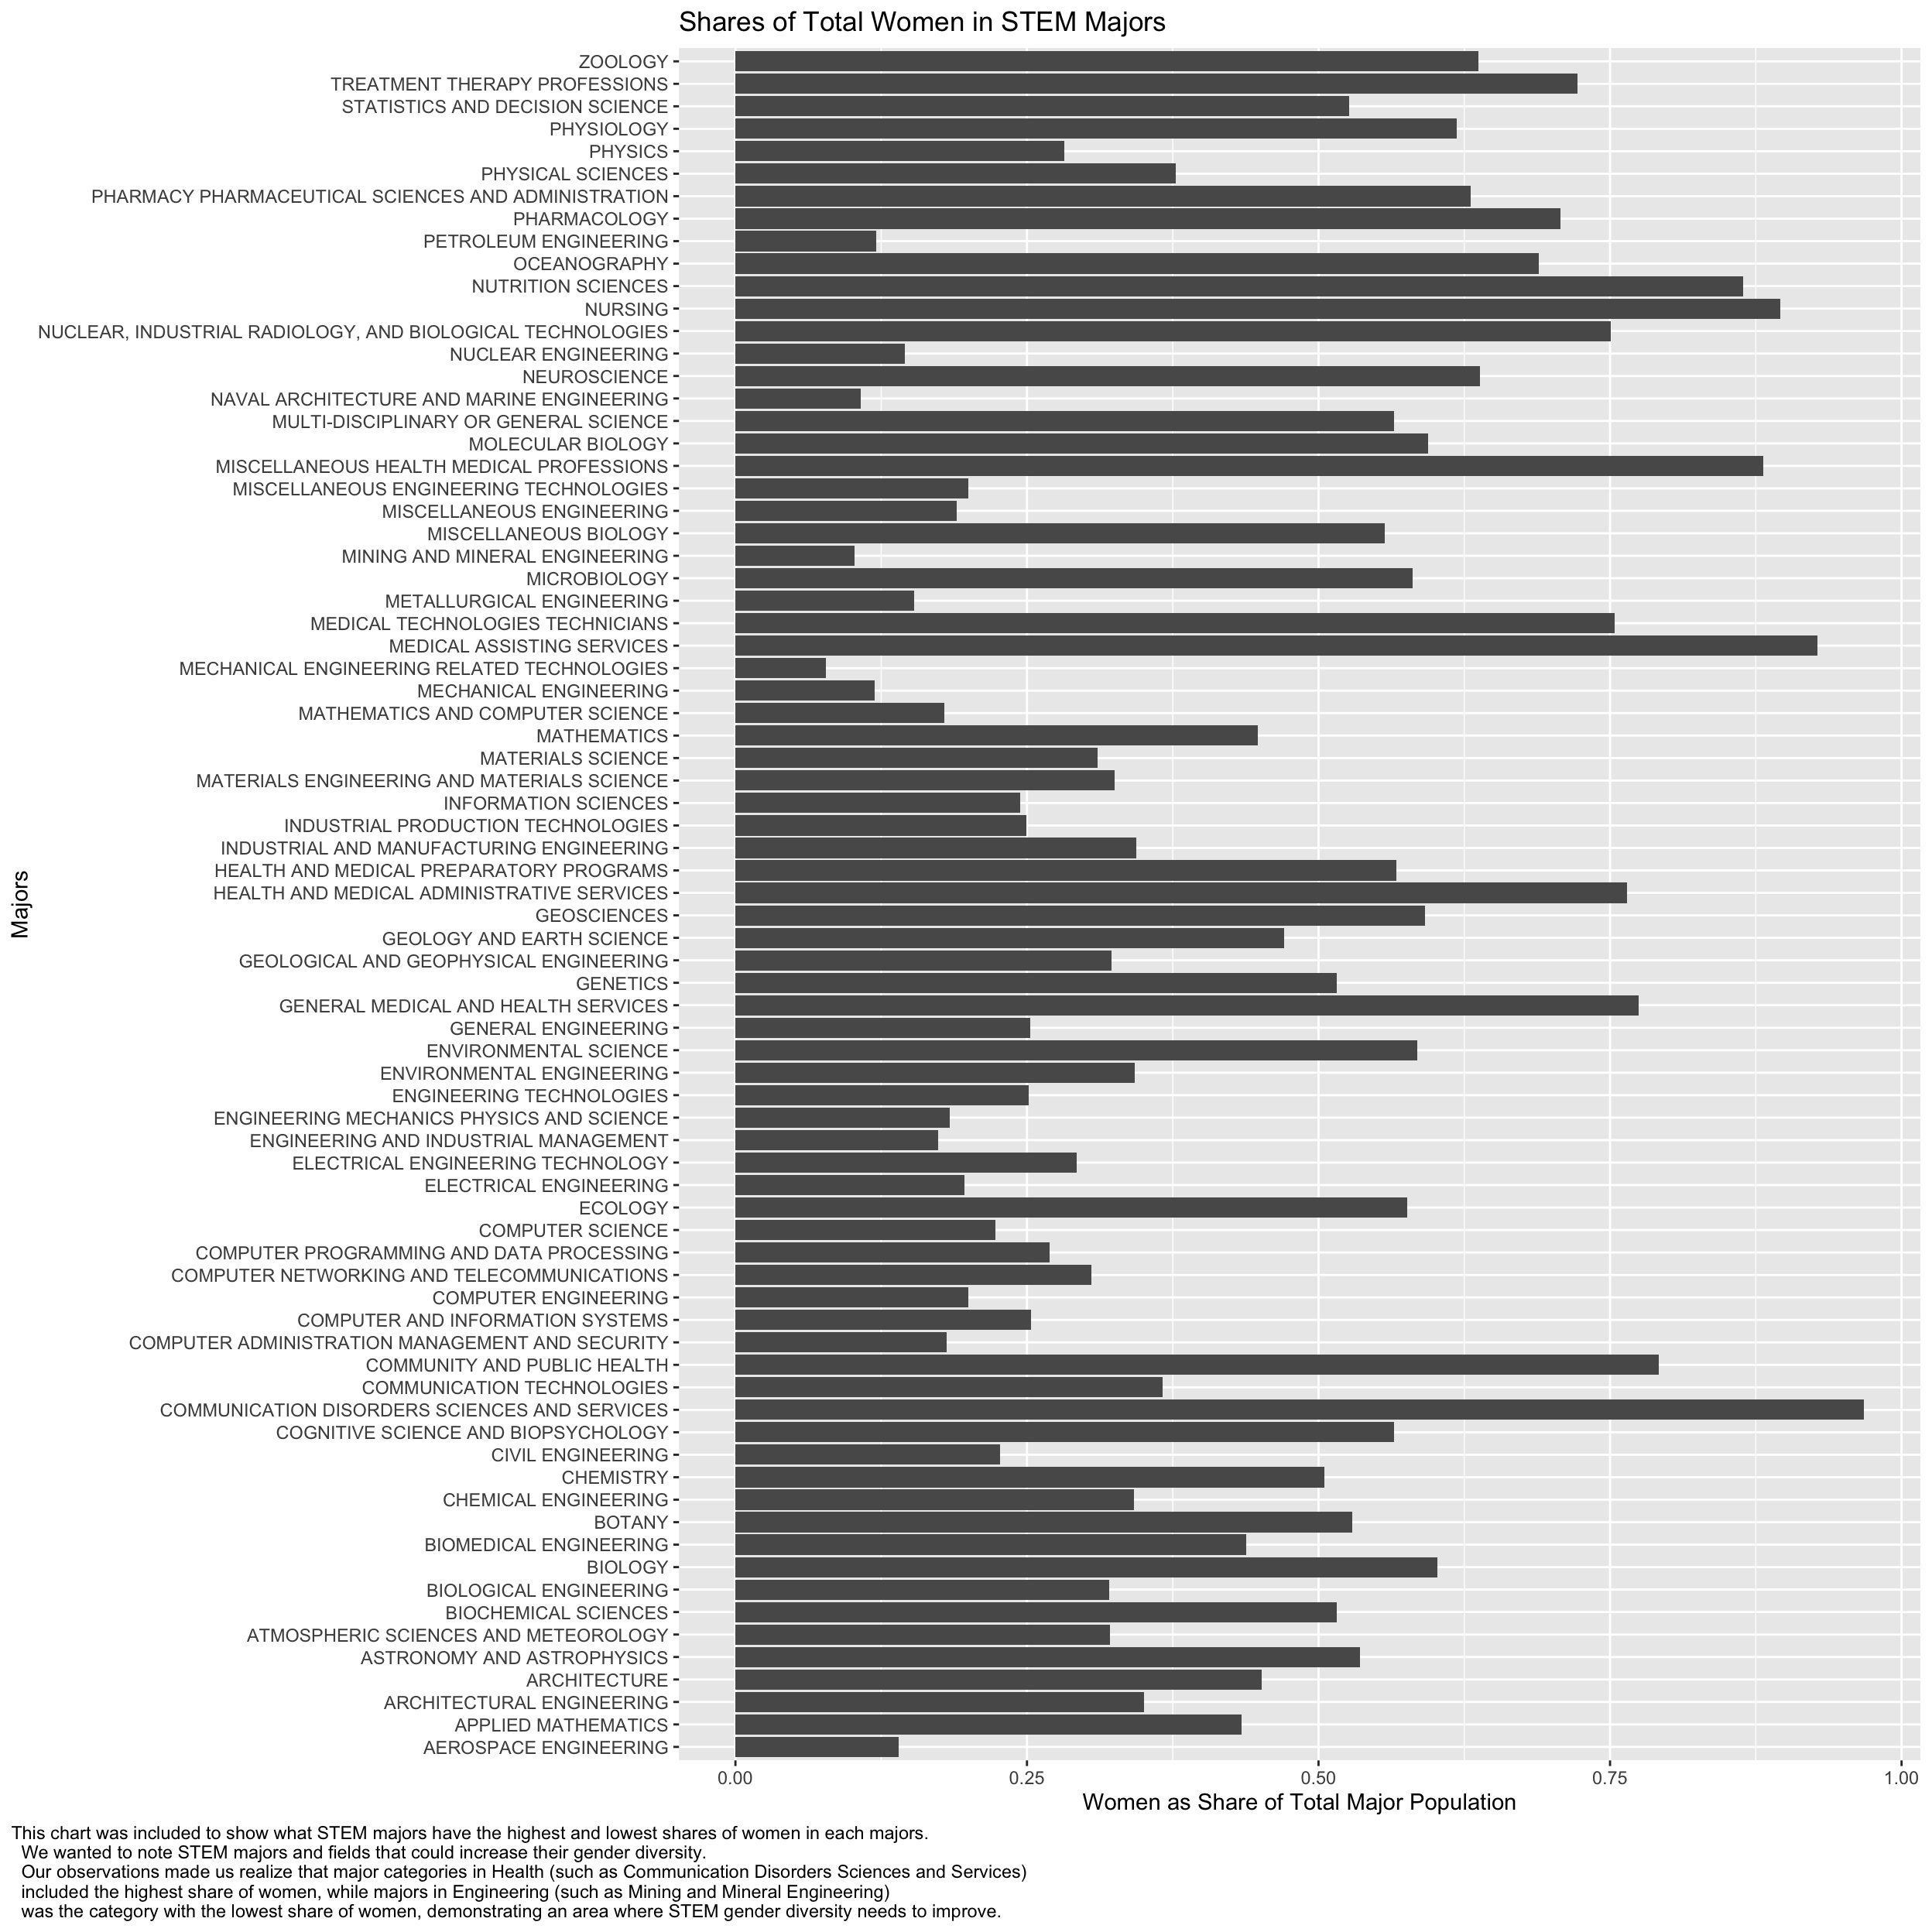 Shares of Total Women in STEM Majors
ZOOLOGY
TREATMENT THERAPY PROFESSIONS
STATISTICS AND DECISION SCIENCE
PHYSIOLOGY
PHYSICS
PHYSICAL SCIENCES
PHARMACY PHARMACEUTICAL SCIENCES AND ADMINISTRATION
PHARMACOLOGY
PETROLEUM ENGINEERING
OCEANOGRAPHY
NUTRITION SCIENCES
NURSING
NUCLEAR, INDUSTRIAL RADIOLOGY, AND BIOLOGICAL TECHNOLOGIES
NUCLEAR ENGINEERING
NEUROSCIENCE
NAVAL ARCHITECTURE AND MARINE ENGINEERING
MULTI-DISCIPLINARY OR GENERAL SCIENCE
MOLECULAR BIOLOGY
MISCELLANEOUS HEALTH MEDICAL PROFESSIONS
MISCELLANEOUS ENGINEERING TECHNOLOGIES
MISCELLANEOUS ENGINEERING
MISCELLANEOUS BIOLOGY
MINING AND MINERAL ENGINEERING
MICROBIOLOGY
METALLURGICAL ENGINEERING
MEDICAL TECHNOLOGIES TECHNICIANS
MEDICAL ASSISTING SERVICES
MECHANICAL ENGINEERING RELATED TECHNOLOGIES
MECHANICAL ENGINEERING
MATHEMATICS AND COMPUTER SCIENCE
MATHEMATICS
MATERIALS SCIENCE
MATERIALS ENGINEERING AND MATERIALS SCIENCE
INFORMATION SCIENCES
INDUSTRIAL PRODUCTION TECHNOLOGIES
INDUSTRIAL AND MANUFACTURING ENGINEERING
HEALTH AND MEDICAL PREPARATORY PROGRAMS
HEALTH AND MEDICAL ADMINISTRATIVE SERVICES
GEOSCIENCES
GEOLOGY AND EARTH SCIENCE
GEOLOGICAL AND GEOPHYSICAL ENGINEERING
GENETICS
GENERAL MEDICAL AND HEALTH SERVICES
GENERAL ENGINEERING
ENVIRONMENTAL SCIENCE
ENVIRONMENTAL ENGINEERING
ENGINEERING TECHNOLOGIES
ENGINEERING MECHANICS PHYSICS AND SCIENCE
ENGINEERING AND INDUSTRIAL MANAGEMENT
ELECTRICAL ENGINEERING TECHNOLOGY
ELECTRICAL ENGINEERING
ECOLOGY
COMPUTER SCIENCE
COMPUTER PROGRAMMING AND DATA PROCESSING
COMPUTER NETWORKING AND TELECOMMUNICATIONS
COMPUTER ENGINEERING
COMPUTER AND INFORMATION SYSTEMS
COMPUTER ADMINISTRATION MANAGEMENT AND SECURITY
COMMUNITY AND PUBLIC HEALTH
COMMUNICATION TECHNOLOGIES
COMMUNICATION DISORDERS SCIENCES AND SERVICES
COGNITIVE SCIENCE AND BIOPSYCHOLOGY
CIVIL ENGINEERING
CHEMISTRY
CHEMICAL ENGINEERING
BOTANY
BIOMEDICAL ENGINEERING
BIOLOGY
BIOLOGICAL ENGINEERING
BIOCHEMICAL SCIENCES
ATMOSPHERIC SCIENCES AND METEOROLOGY
ASTRONOMY AND ASTROPHYSICS
ARCHITECTURE
ARCHITECTURAL ENGINEERING
APPLIED MATHEMATICS
AEROSPACE ENGINEERING
Majors
0.00 0.25 0.50 0.75 1.00
Women as Share of Total Major Population
This chart was included to show what STEM majors have the highest and lowest shares of women in each majors.
We wanted to note STEM majors and fields that could increase their gender diversity.
Our observations made us realize that major categories in Health (such as Communication Disorders Sciences and Services)
included the highest share of women, while majors in Engineering (such as Mining and Mineral Engineering)
was the category with the lowest share of women, demonstrating an area where STEM gender diversity needs to improve.